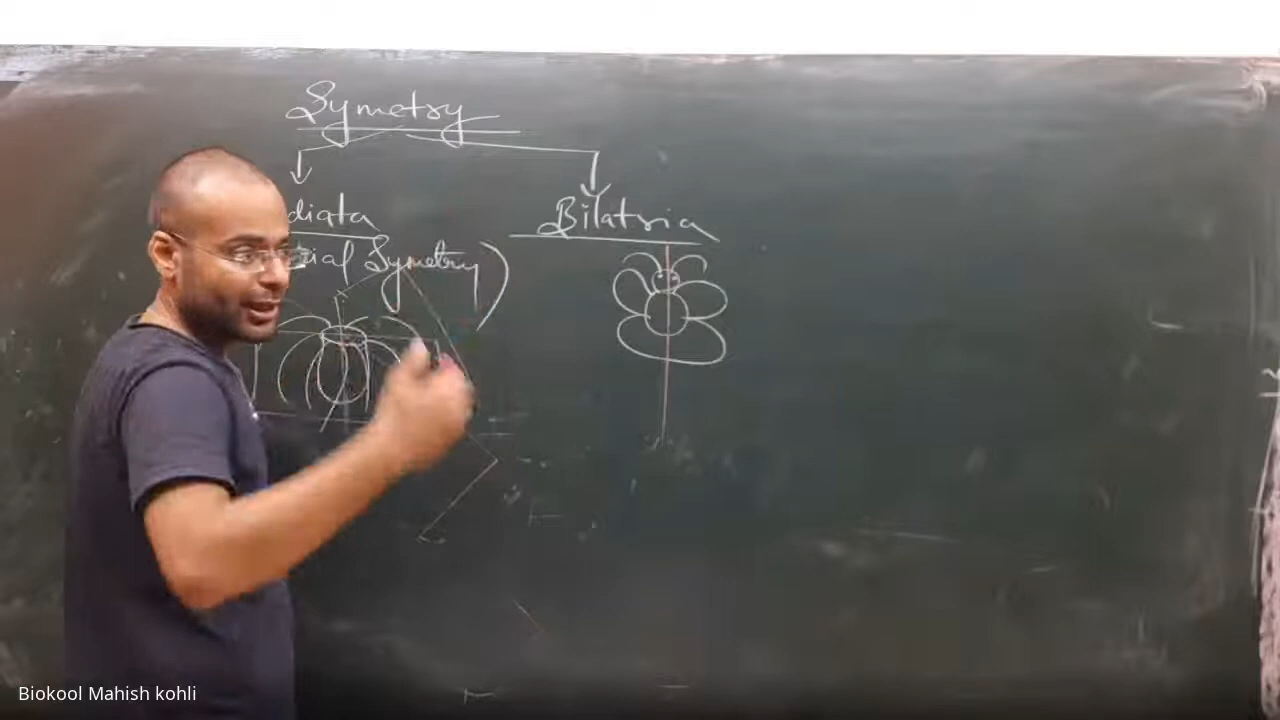 Symetry
diata Bilatria
ial Symetry)
Biokool Mahish kohli